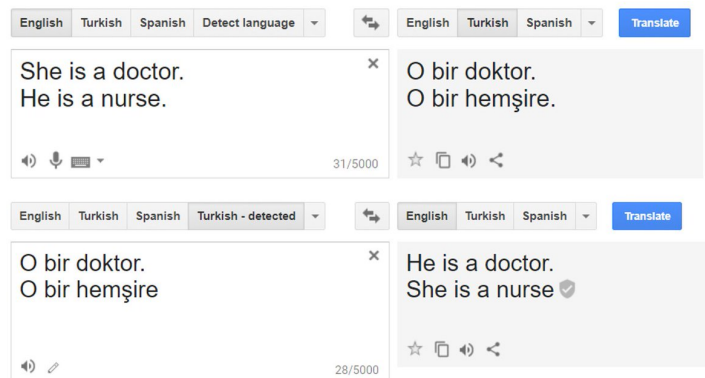 English Turkish Spanish Detect language
English Turkish Spanish Translate
She is a doctor.
He is a nurse.
31/5000
O bir doktor.
O bir hemşire.
English Turkish Spanish Turkish - detected
English Turkish Spanish Translate
O bir doktor.
O bir hemşire
28/5000
He is a doctor.
She is a nurse